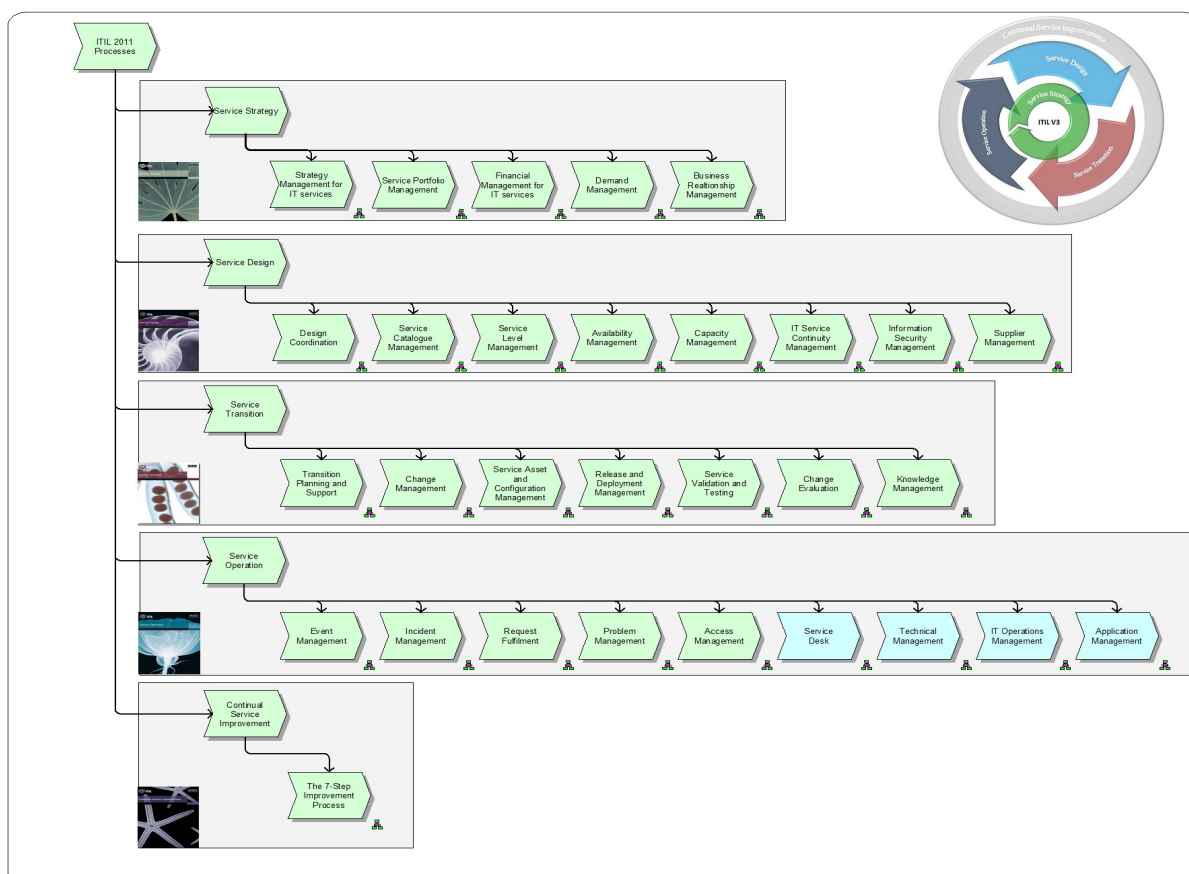 ITIL 2011
Processes
Continual Service Improvement
Service Design
Service Strategy
ITIL V3
Service Operation
Service Transition
Service Strategy
Strategy
Management for
IT services
Service Portfolio
Management
Financial
Management for
IT services
Demand
Management
Business
Realtionship
Management
Service Design
Design
Coordination
Service
Catalogue
Management
Service
Level
Management
Availability
Management
Capacity
Management
IT Service
Continuity
Management
Information
Security
Management
Supplier
Management
Service
Transition
Transition
Planning and
Support
Change
Management
Service Asset
and
Configuration
Management
Release and
Deployment
Management
Service
Validation and
Testing
Change
Evaluation
Knowledge
Management
Service
Operation
Event
Management
Incident
Management
Request
Fulfilment
Problem
Management
Access
Management
Service
Desk
Technical
Management
IT Operations
Management
Application
Management
Continual
Service
Improvement
The 7-Step
Improvement
Process